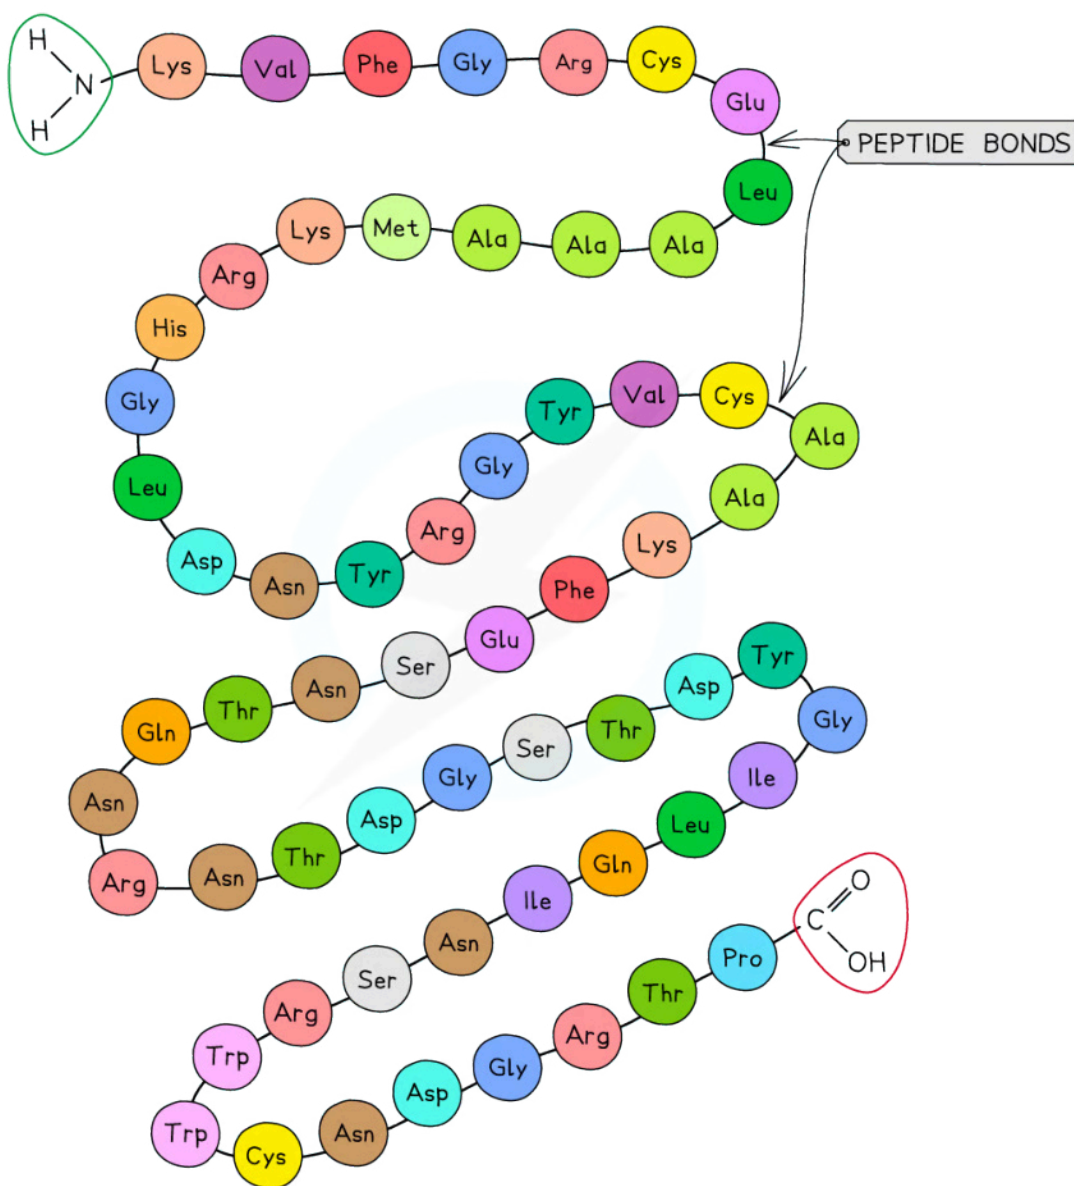 H
N
H
Lys Val Phe Gly Arg Cys Glu
PEPTIDE BONDS
Leu
Ala Ala Ala Met Lys Arg His Gly Leu Asp Asn Tyr Arg Gly Tyr Val Cys Ala
Ala Lys Phe Glu Ser Asn Thr Gln Asn
Arg Asn Thr Asp Gly Ser Thr Asp Tyr Gly
Ile Leu Gln Ile Asn Ser Arg Trp
Trp Cys Asn Asp Gly Arg Thr Pro
C
O
OH